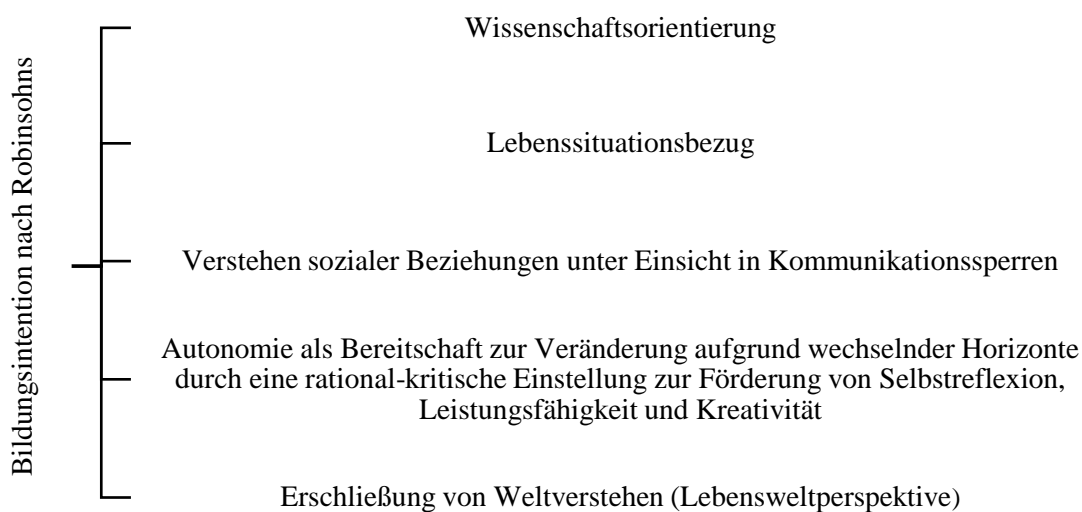 Bildungsintention nach Robinsohns
Wissenschaftsorientierung
Lebenssituationsbezug
Verstehen sozialer Beziehungen unter Einsicht in Kommunikationssperren
Autonomie als Bereitschaft zur Veränderung aufgrund wechselnder Horizonte
durch eine rational-kritische Einstellung zur Förderung von Selbstreflexion,
Leistungsfähigkeit und Kreativität
Erschließung von Weltverstehen (Lebensweltperspektive)